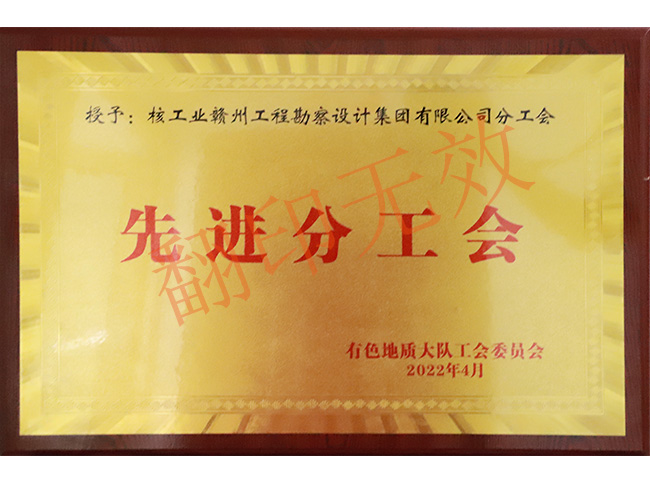 授予：核工业赣州工程勘察设计集团有限公司分工会
先进分工会
翻印无效
有色地质大队工会委员会
2022年4月